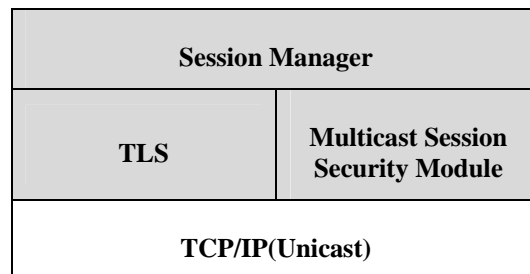 Session Manager
TLS
Multicast Session
Security Module
TCP/IP(Unicast)